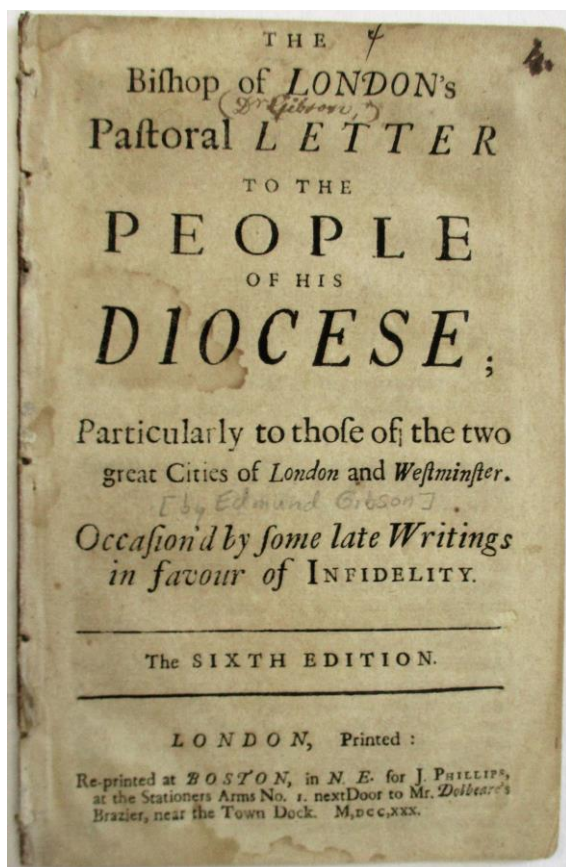 THE 4 4.
Biſhop of LONDON's
(Dr Gibson,)
Paſtoral LETTER
TO THE
PEOPLE
OF HIS
DIOCESE;
Particularly to thoſe of the two
great Cities of London and Weſtminſter.
[by Edmund Gibson]
Occaſion'd by ſome late Writings
in favour of INFIDELITY.
The SIXTH EDITION.
LONDON, Printed:
Re-printed at BOSTON, in N. E. for J. PHILLIPS,
at the Stationers Arms No. 1. nextDoor to Mr. Dolbeare's
Brazier, near the Town Dock. M,DCC,XXX.